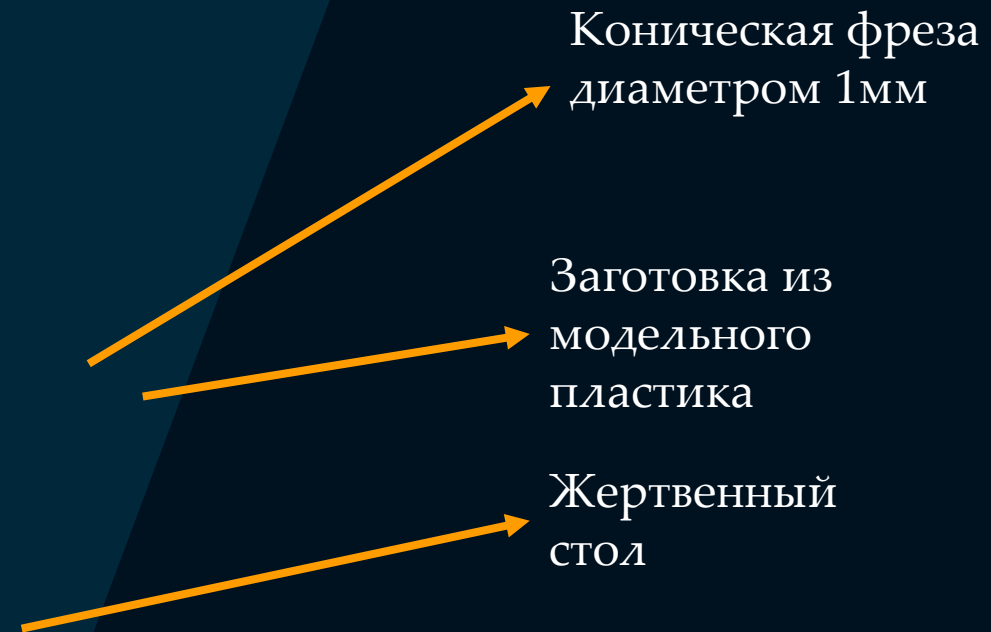 Коническая фреза
диаметром 1мм
Заготовка из
модельного
пластика
Жертвенный
стол